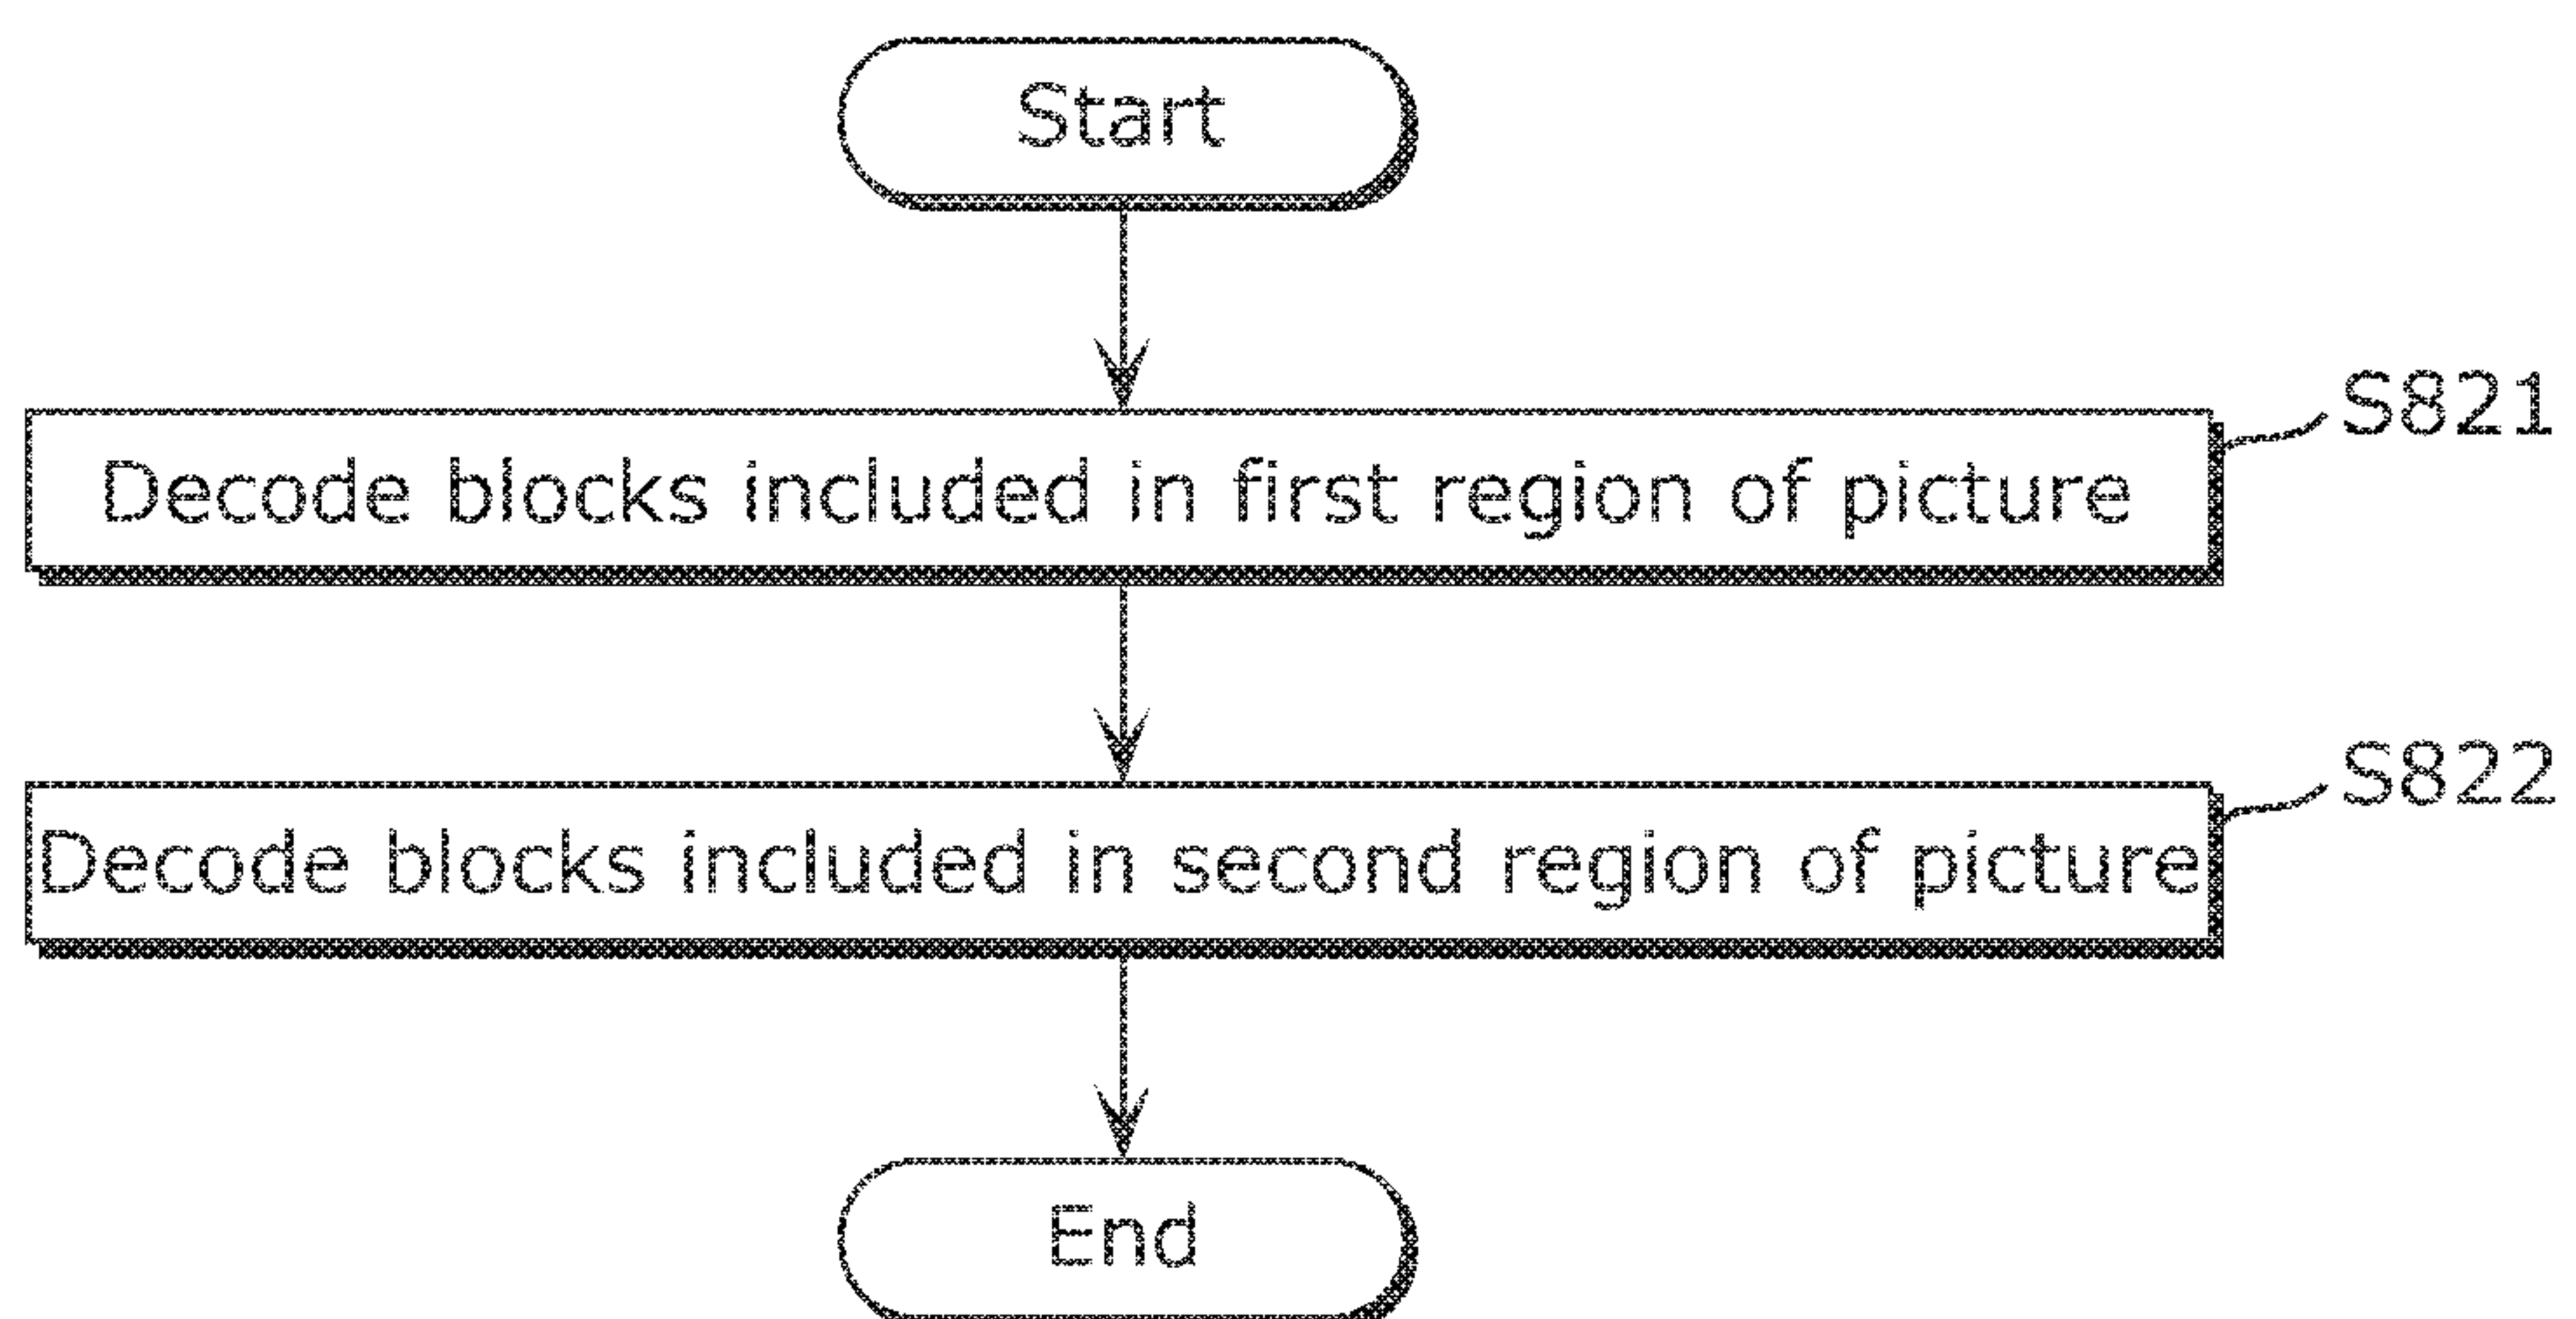 Start
S821
Decode blocks included in first region of picture
S822
Decode blocks included in second region of picture
End